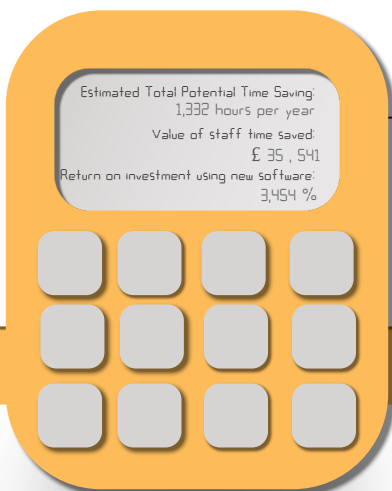 Estimated Total Potential Time Saving:
1,332 hours per year
Value of staff time saved:
£ 35 , 541
Return on investment using new software:
3,454 %